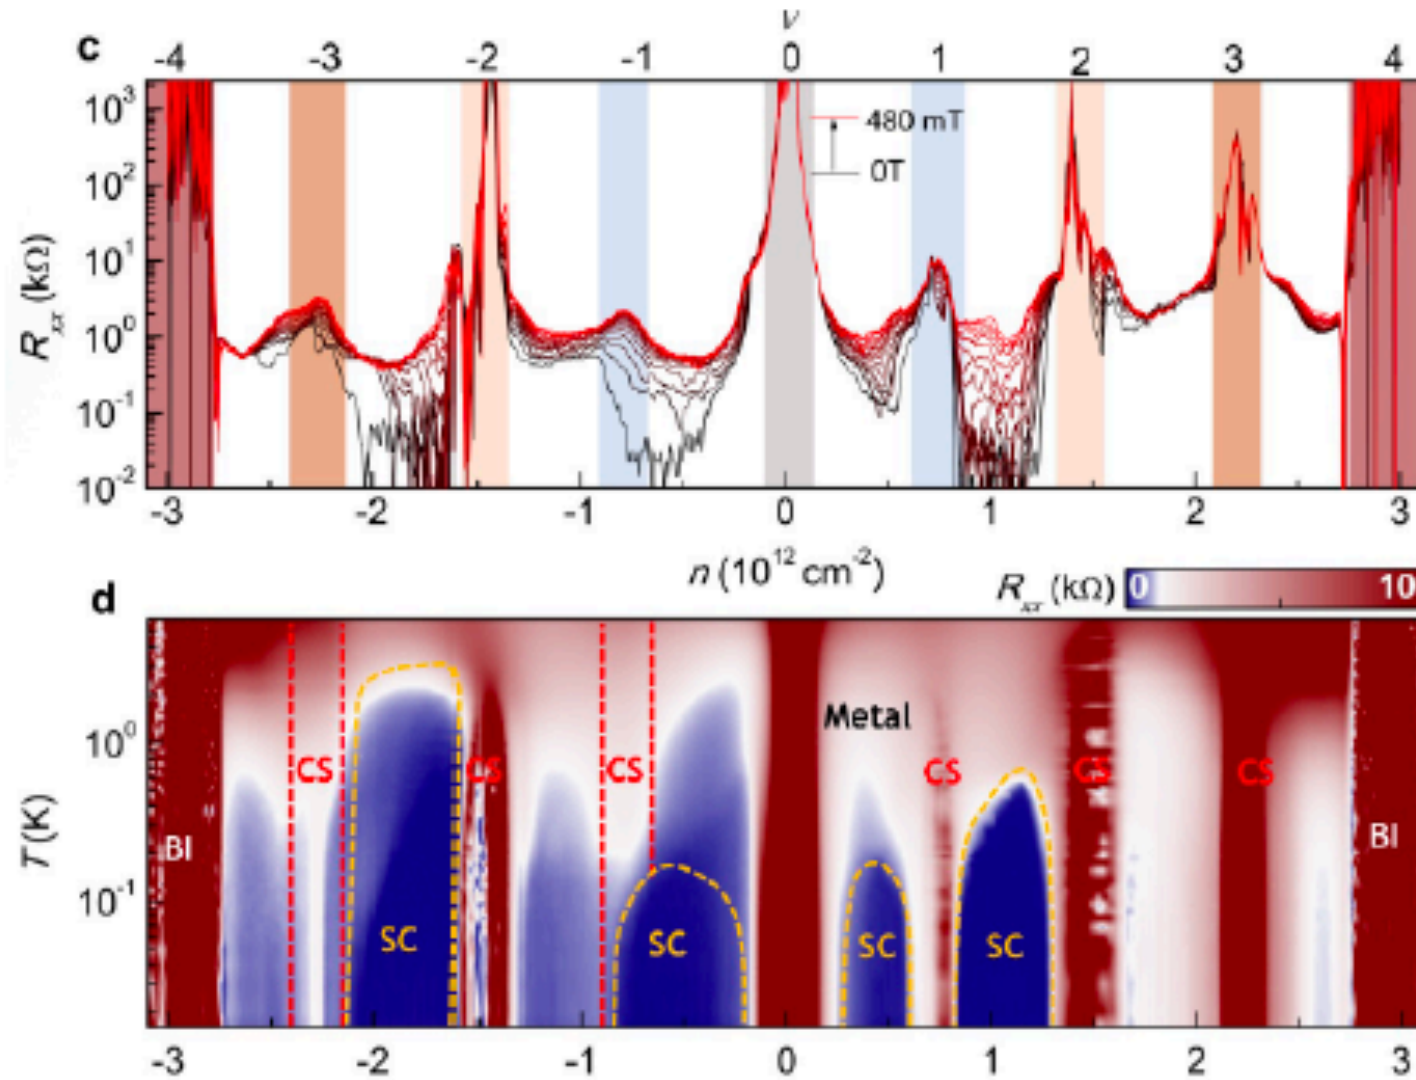 c
ν
-4 -3 -2 -1 0 1 2 3 4
10³
10²
10¹
10⁰
10⁻¹
10⁻²
Rₓₓ (kΩ)
480 mT
0T
-3 -2 -1 0 1 2 3
n (10¹² cm⁻²)
d
Rₓₓ (kΩ) 0 10
T(K)
10⁰
10⁻¹
Metal
CS CS CS CS CS CS
BI BI
SC SC SC SC
-3 -2 -1 0 1 2 3